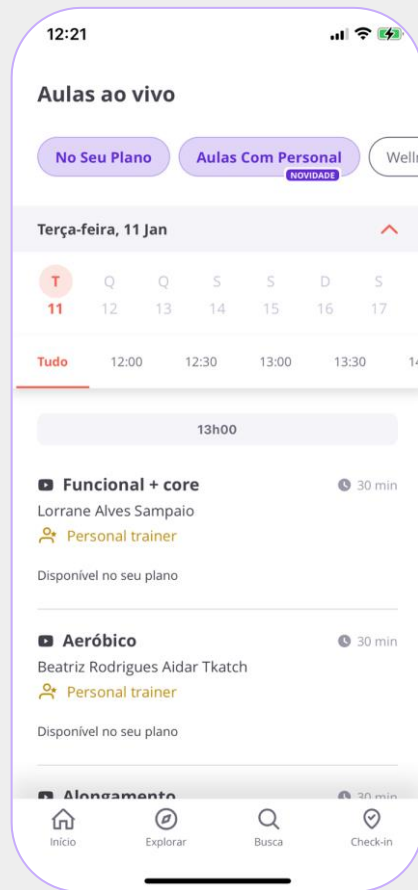 12:21
Aulas ao vivo
No Seu Plano Aulas Com Personal
NOVIDADE
Terça-feira, 11 Jan
T Q Q S S D S
11 12 13 14 15 16 17
Tudo 12:00 12:30 13:00 13:30
13h00
Funcional + core 30 min
Lorrane Alves Sampaio
Personal trainer
Disponível no seu plano
Aeróbico 30 min
Beatriz Rodrigues Aidar Tkatch
Personal trainer
Disponível no seu plano
Alongamento 30 min
Início Explorar Busca Check-in